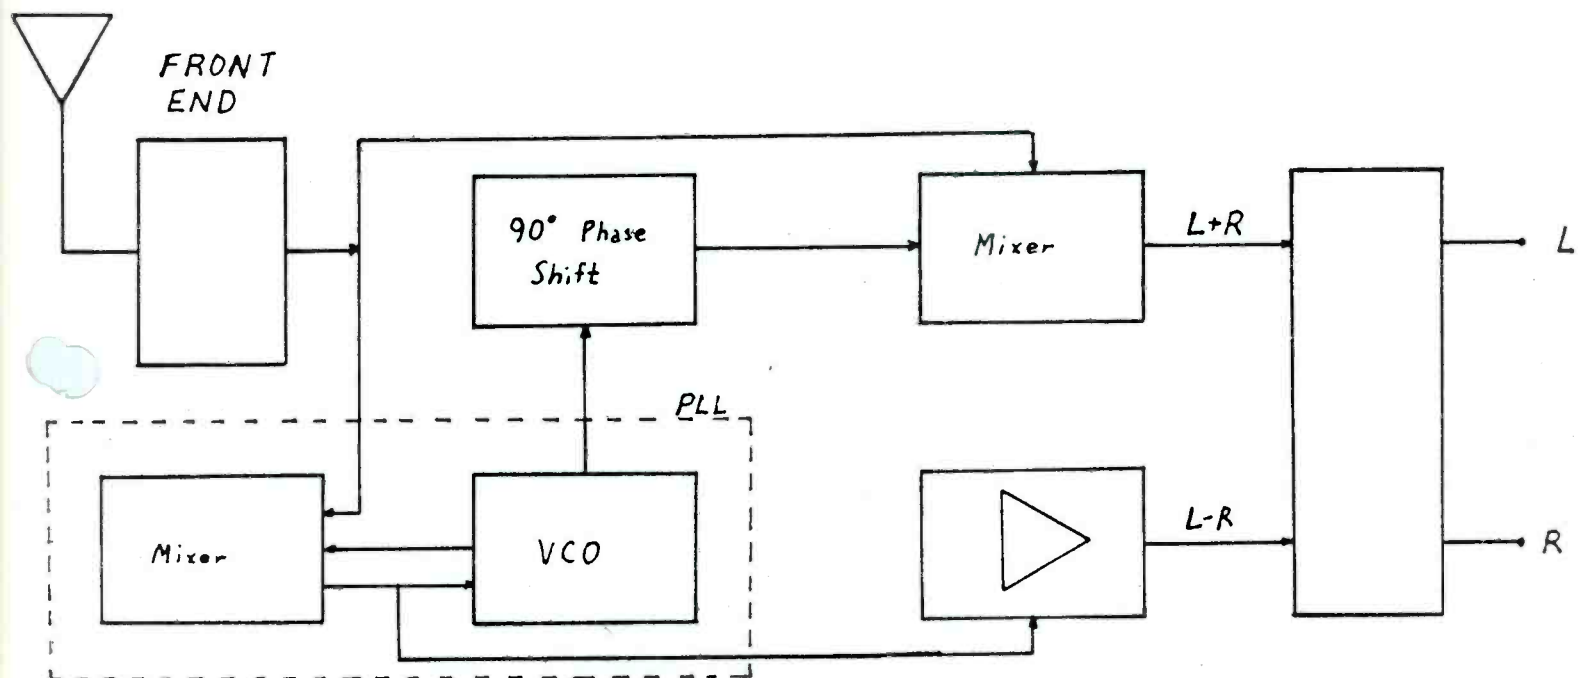 FRONT
END
90° Phase
Shift
Mixer
L+R
L
PLL
Mixer
VCO
L-R
R